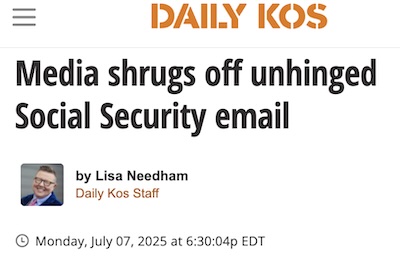 DAILY KOS
Media shrugs off unhinged
Social Security email
by Lisa Needham
Daily Kos Staff
Monday, July 07, 2025 at 6:30:04p EDT